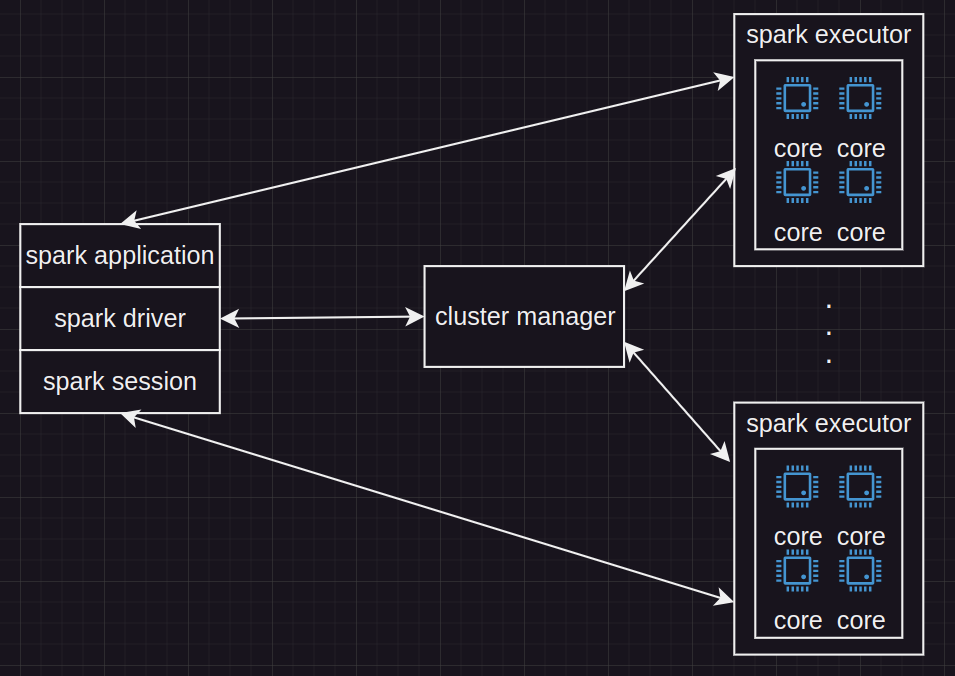 spark application
spark driver
spark session
cluster manager
spark executor
core core
core core
.
.
.
spark executor
core core
core core